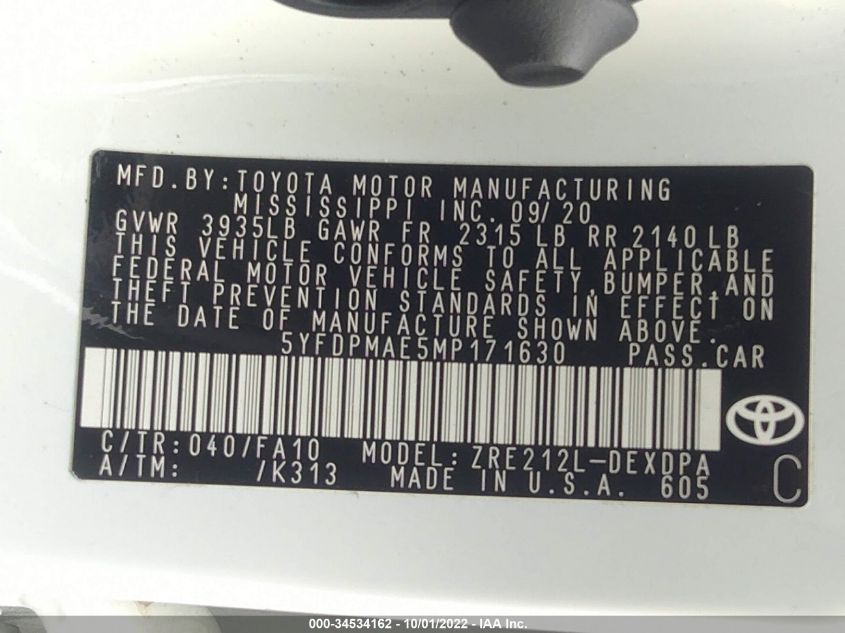 MFD.BY:TOYOTA MOTOR MANUFACTURING
MISSISSIPPI INC. 09/20
GVWR 3935LB GAWR FR 2315 LB RR 2140 LB
THIS VEHICLE CONFORMS TO ALL APPLICABLE
FEDERAL MOTOR VEHICLE SAFETY,BUMPER,AND
THEFT PREVENTION STANDARDS IN EFFECT ON
THE DATE OF MANUFACTURE SHOWN ABOVE.
5YFDPMAE5MP171630 PASS.CAR
C/TR:040/FA10 MODEL:ZRE212L-DEXDPA
A/TM: /K313 MADE IN U.S.A. 605 C
000-34534162 - 10/01/2022 - IAA Inc.